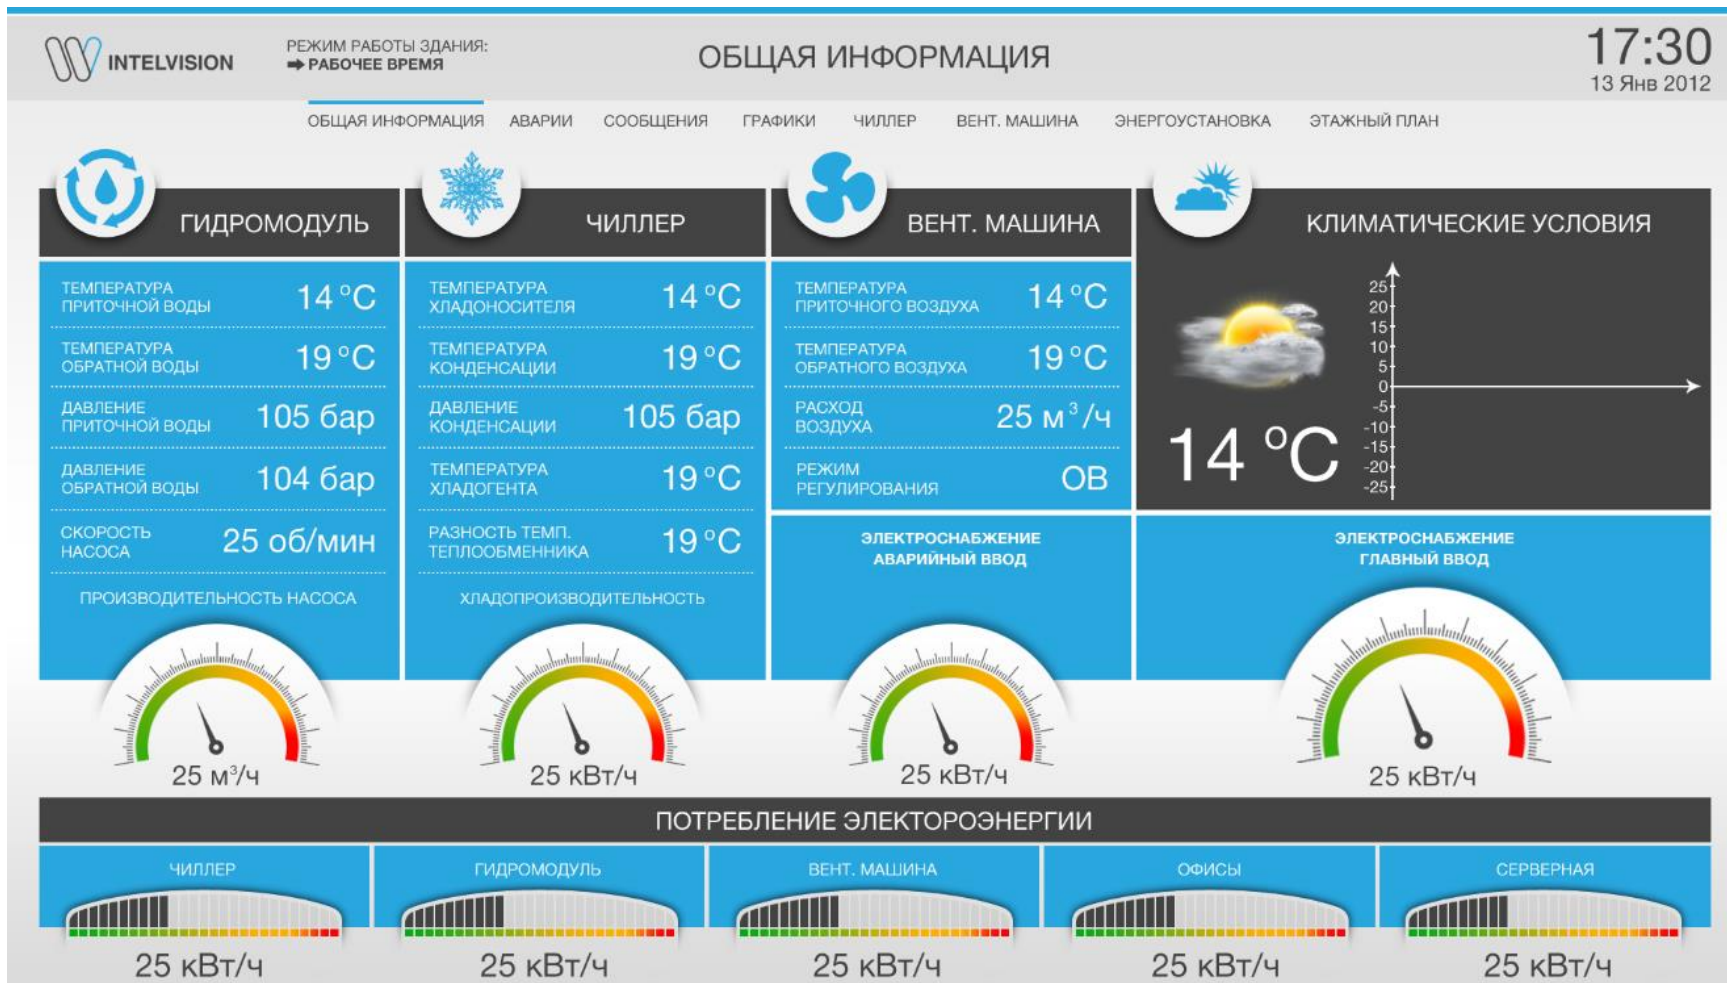 INTELVISION
РЕЖИМ РАБОТЫ ЗДАНИЯ:
➡ РАБОЧЕЕ ВРЕМЯ
ОБЩАЯ ИНФОРМАЦИЯ
17:30
13 Янв 2012
ОБЩАЯ ИНФОРМАЦИЯ АВАРИИ СООБЩЕНИЯ ГРАФИКИ ЧИЛЛЕР ВЕНТ. МАШИНА ЭНЕРГОУСТАНОВКА ЭТАЖНЫЙ ПЛАН
ГИДРОМОДУЛЬ
ТЕМПЕРАТУРА
ПРИТОЧНОЙ ВОДЫ
14 °C
ТЕМПЕРАТУРА
ОБРАТНОЙ ВОДЫ
19 °C
ДАВЛЕНИЕ
ПРИТОЧНОЙ ВОДЫ
105 бар
ДАВЛЕНИЕ
ОБРАТНОЙ ВОДЫ
104 бар
СКОРОСТЬ
НАСОСА
25 об/мин
ПРОИЗВОДИТЕЛЬНОСТЬ НАСОСА
25 м³/ч
ЧИЛЛЕР
ТЕМПЕРАТУРА
ХЛАДОНОСИТЕЛЯ
14 °C
ТЕМПЕРАТУРА
КОНДЕНСАЦИИ
19 °C
ДАВЛЕНИЕ
КОНДЕНСАЦИИ
105 бар
ТЕМПЕРАТУРА
ХЛАДОГЕНТА
19 °C
РАЗНОСТЬ ТЕМП.
ТЕПЛООБМЕННИКА
19 °C
ХЛАДОПРОИЗВОДИТЕЛЬНОСТЬ
25 кВт/ч
ВЕНТ. МАШИНА
ТЕМПЕРАТУРА
ПРИТОЧНОГО ВОЗДУХА
14 °C
ТЕМПЕРАТУРА
ОБРАТНОГО ВОЗДУХА
19 °C
РАСХОД
ВОЗДУХА
25 м³/ч
РЕЖИМ
РЕГУЛИРОВАНИЯ
ОВ
ЭЛЕКТРОСНАБЖЕНИЕ
АВАРИЙНЫЙ ВВОД
25 кВт/ч
КЛИМАТИЧЕСКИЕ УСЛОВИЯ
14 °C
25
20
15
10
5
0
-5
-10
-15
-20
-25
ЭЛЕКТРОСНАБЖЕНИЕ
ГЛАВНЫЙ ВВОД
25 кВт/ч
ПОТРЕБЛЕНИЕ ЭЛЕКТОРОЭНЕРГИИ
ЧИЛЛЕР
25 кВт/ч
ГИДРОМОДУЛЬ
25 кВт/ч
ВЕНТ. МАШИНА
25 кВт/ч
ОФИСЫ
25 кВт/ч
СЕРВЕРНАЯ
25 кВт/ч